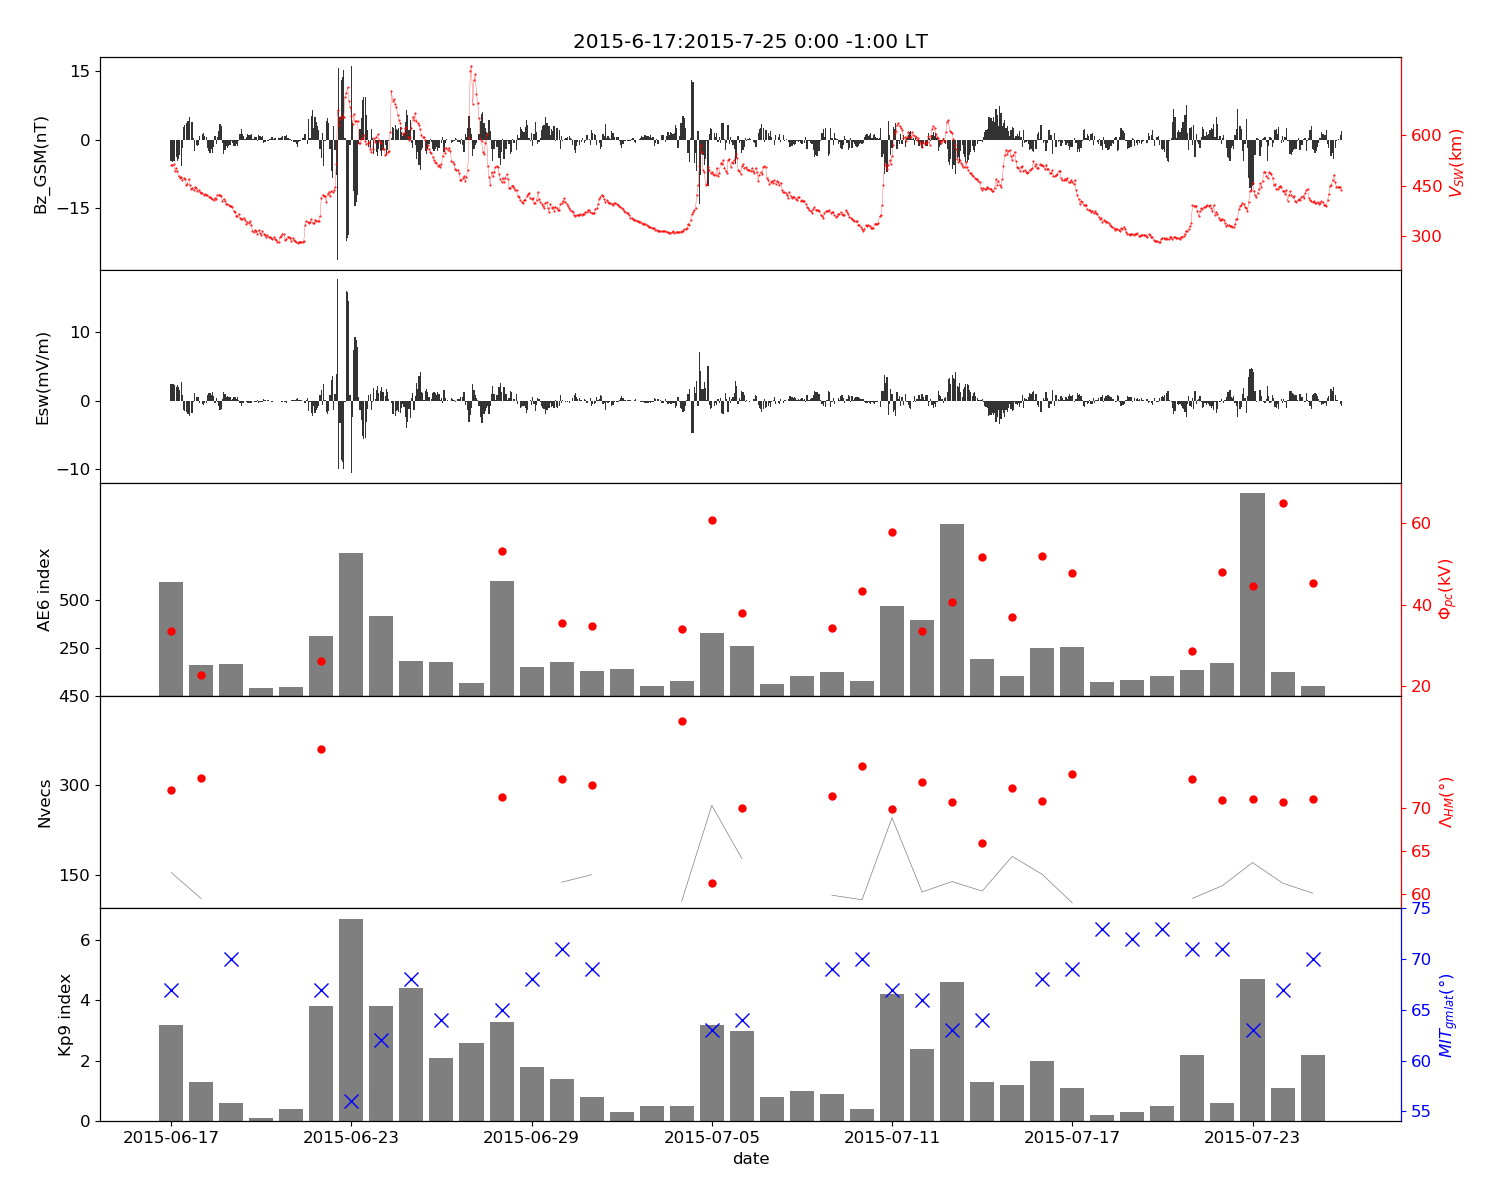 2015-6-17:2015-7-25 0:00 -1:00 LT
Bz_GSM(nT)
15
0
−15
600
450
300
V_SW(km)
Esw(mV/m)
10
0
−10
AE6 index
500
250
60
40
20
Φ_pc(kV)
Nvecs
450
300
150
70
65
60
Λ_HM(°)
Kp9 index
6
4
2
0
75
70
65
60
55
MIT_gmlat(°)
2015-06-17 2015-06-23 2015-06-29 2015-07-05 2015-07-11 2015-07-17 2015-07-23
date